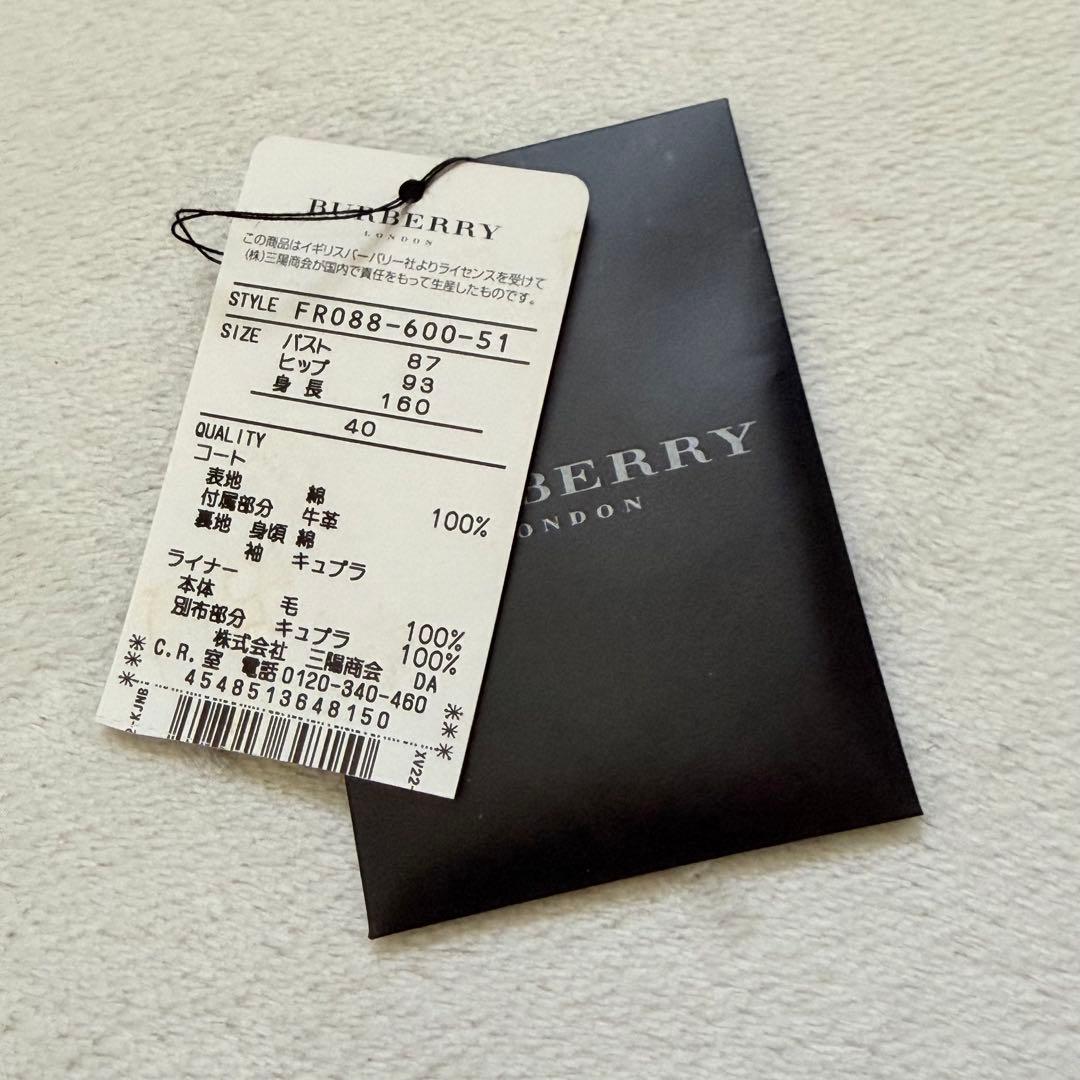 BURBERRY
LONDON
この商品はイギリスバーバリー社よりライセンスを受けて
(株)三陽商会が国内で責任をもって生産したものです。
STYLE FR088-600-51
SIZE バスト 87
ヒップ 93
身長 160
40
QUALITY
コート
表地 綿
付属部分 牛革 100%
裏地 身頃 綿
袖 キュプラ
ライナー
本体 毛 100%
別布部分 キュプラ 100%
株式会社 三陽商会 DA
C.R.室 電話0120-340-460
4548513648150
-KJNB
XV22-
BERRY
ONDON